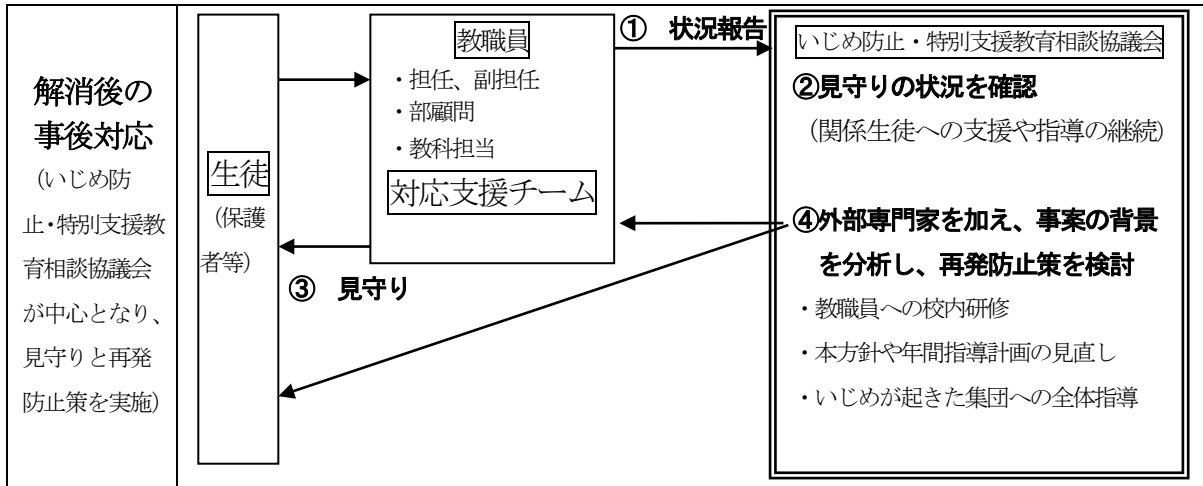 解消後の
事後対応
（いじめ防
止・特別支援教
育相談協議会
が中心となり、
見守りと再発
防止策を実施）
生徒
（保護
者等）
教職員
・担任、副担任
・部顧問
・教科担当
対応支援チーム
① 状況報告
③ 見守り
いじめ防止・特別支援教育相談協議会
②見守りの状況を確認
（関係生徒への支援や指導の継続）
④外部専門家を加え、事案の背景
を分析し、再発防止策を検討
・教職員への校内研修
・本方針や年間指導計画の見直し
・いじめが起きた集団への全体指導